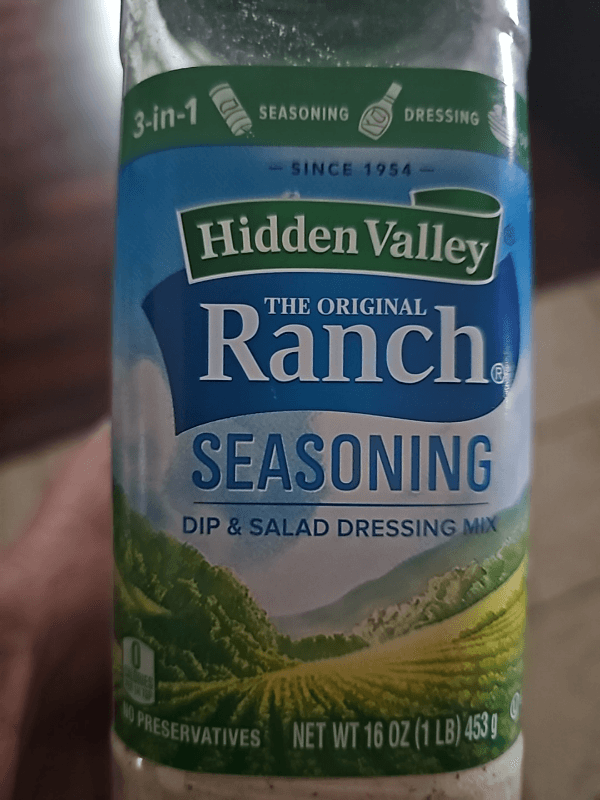 3-in-1 SEASONING DRESSING
– SINCE 1954 –
Hidden Valley
THE ORIGINAL
Ranch®
SEASONING
DIP & SALAD DRESSING MIX
0
NO PRESERVATIVES
NET WT 16 OZ (1 LB) 453 g